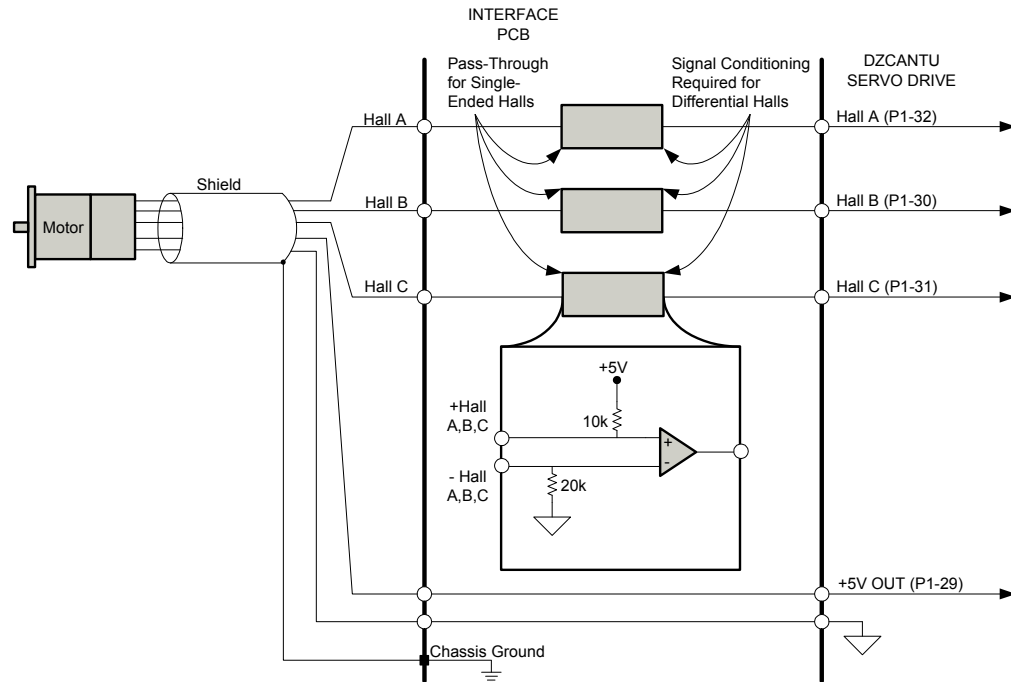 INTERFACE
PCB
Pass-Through
for Single-
Ended Halls
Signal Conditioning
Required for
Differential Halls
DZCANTU
SERVO DRIVE
Hall A
Hall A (P1-32)
Shield
Motor
Hall B
Hall B (P1-30)
Hall C
Hall C (P1-31)
+5V
+Hall
A,B,C
10k
+
-
- Hall
A,B,C
20k
+5V OUT (P1-29)
Chassis Ground